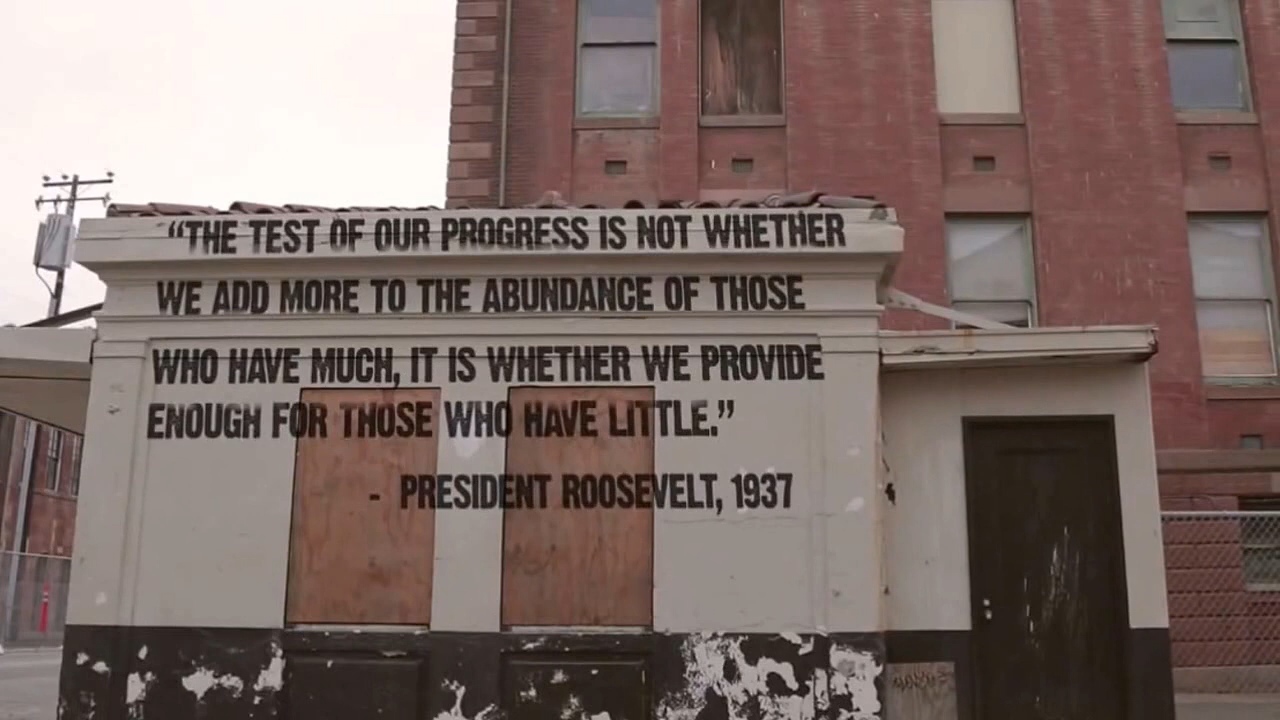 “THE TEST OF OUR PROGRESS IS NOT WHETHER
WE ADD MORE TO THE ABUNDANCE OF THOSE
WHO HAVE MUCH, IT IS WHETHER WE PROVIDE
ENOUGH FOR THOSE WHO HAVE LITTLE.”
- PRESIDENT ROOSEVELT, 1937